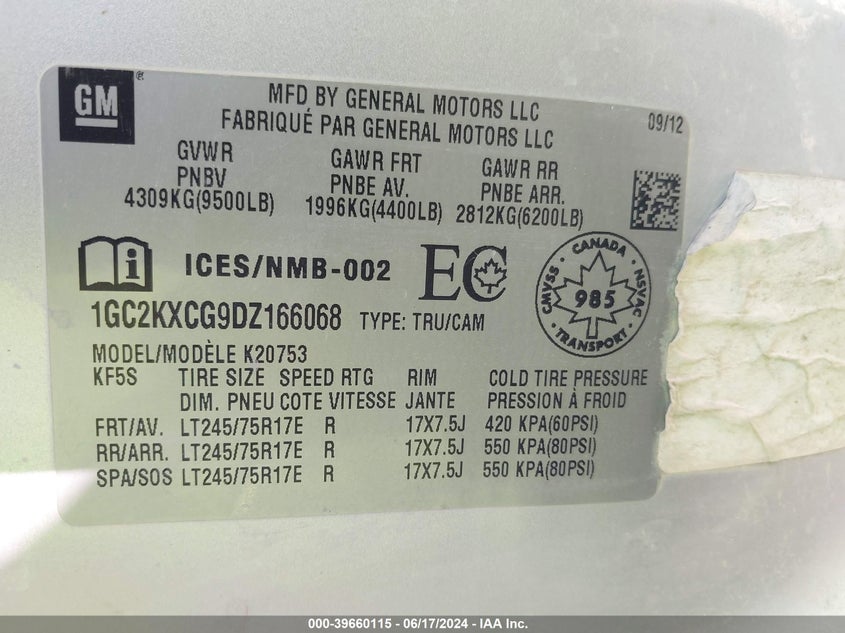 GM ®
MFD BY GENERAL MOTORS LLC
FABRIQUÉ PAR GENERAL MOTORS LLC
09/12
GVWR GAWR FRT GAWR RR
PNBV PNBE AV. PNBE ARR.
4309KG(9500LB) 1996KG(4400LB) 2812KG(6200LB)
i ICES/NMB-002 EC
CANADA
CMVSS 985 NSVAC
TRANSPORT
1GC2KXCG9DZ166068 TYPE: TRU/CAM
MODEL/MODÈLE K20753
KF5S TIRE SIZE SPEED RTG RIM COLD TIRE PRESSURE
DIM. PNEU COTE VITESSE JANTE PRESSION À FROID
FRT/AV. LT245/75R17E R 17X7.5J 420 KPA(60PSI)
RR/ARR. LT245/75R17E R 17X7.5J 550 KPA(80PSI)
SPA/SOS LT245/75R17E R 17X7.5J 550 KPA(80PSI)
000-39660115 - 06/17/2024 - IAA Inc.